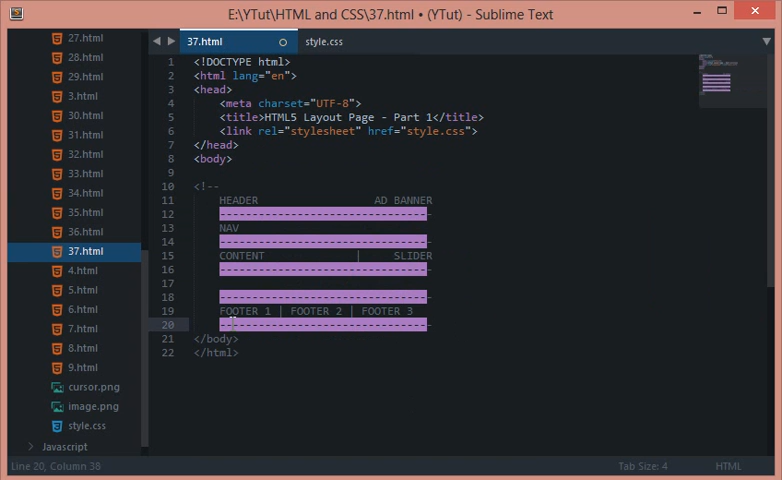 E:\YTut\HTML and CSS\37.html • (YTut) - Sublime Text
27.html
28.html
29.html
3.html
30.html
31.html
32.html
33.html
34.html
35.html
36.html
37.html
4.html
5.html
6.html
7.html
8.html
9.html
cursor.png
image.png
style.css
Javascript
37.html
style.css
1 <!DOCTYPE html>
2 <html lang="en">
3 <head>
4 <meta charset="UTF-8">
5 <title>HTML5 Layout Page - Part 1</title>
6 <link rel="stylesheet" href="style.css">
7 </head>
8 <body>
9
10 <!--
11 HEADER AD BANNER
12 ---------------------------------
13 NAV
14 ---------------------------------
15 CONTENT | SLIDER
16 ---------------------------------
17
18 ---------------------------------
19 FOOTER 1 | FOOTER 2 | FOOTER 3
20 ---------------------------------
21 </body>
22 </html>
Line 20, Column 38
Tab Size: 4
HTML